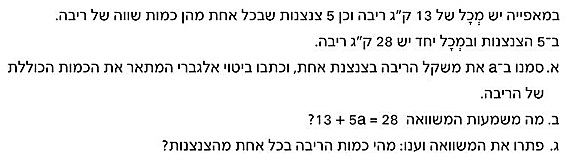 במאפייה יש מְכָל של 13 ק"ג ריבה וכן 5 צנצנות שבכל אחת מהן כמות שווה של ריבה.
ב־5 הצנצנות ובמְכָל יחד יש 28 ק"ג ריבה.
א. סמנו ב־a את משקל הריבה בצנצנת אחת, וכתבו ביטוי אלגברי המתאר את הכמות הכוללת
של הריבה.
ב. מה משמעות המשוואה 13 + 5a = 28?
ג. פתרו את המשוואה וענו: מהי כמות הריבה בכל אחת מהצנצנות?